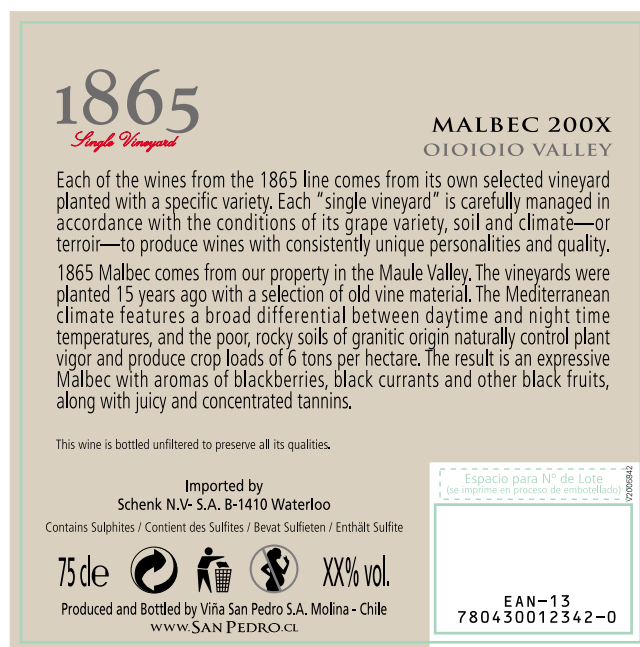 1865
Single Vineyard
MALBEC 200X
OIOIOIO VALLEY
Each of the wines from the 1865 line comes from its own selected vineyard
planted with a specific variety. Each “single vineyard” is carefully managed in
accordance with the conditions of its grape variety, soil and climate—or
terroir—to produce wines with consistently unique personalities and quality.
1865 Malbec comes from our property in the Maule Valley. The vineyards were
planted 15 years ago with a selection of old vine material. The Mediterranean
climate features a broad differential between daytime and night time
temperatures, and the poor, rocky soils of granitic origin naturally control plant
vigor and produce crop loads of 6 tons per hectare. The result is an expressive
Malbec with aromas of blackberries, black currants and other black fruits,
along with juicy and concentrated tannins.
This wine is bottled unfiltered to preserve all its qualities.
Imported by
Schenk N.V- S.A. B-1410 Waterloo
Contains Sulphites / Contient des Sulfites / Bevat Sulfieten / Enthält Sulfite
75 cle
XX% vol.
Produced and Bottled by Viña San Pedro S.A. Molina - Chile
WWW.SAN PEDRO.CL
Espacio para Nº de Lote
(se imprime en proceso de embotellado)
V2005842
EAN-13
780430012342-0